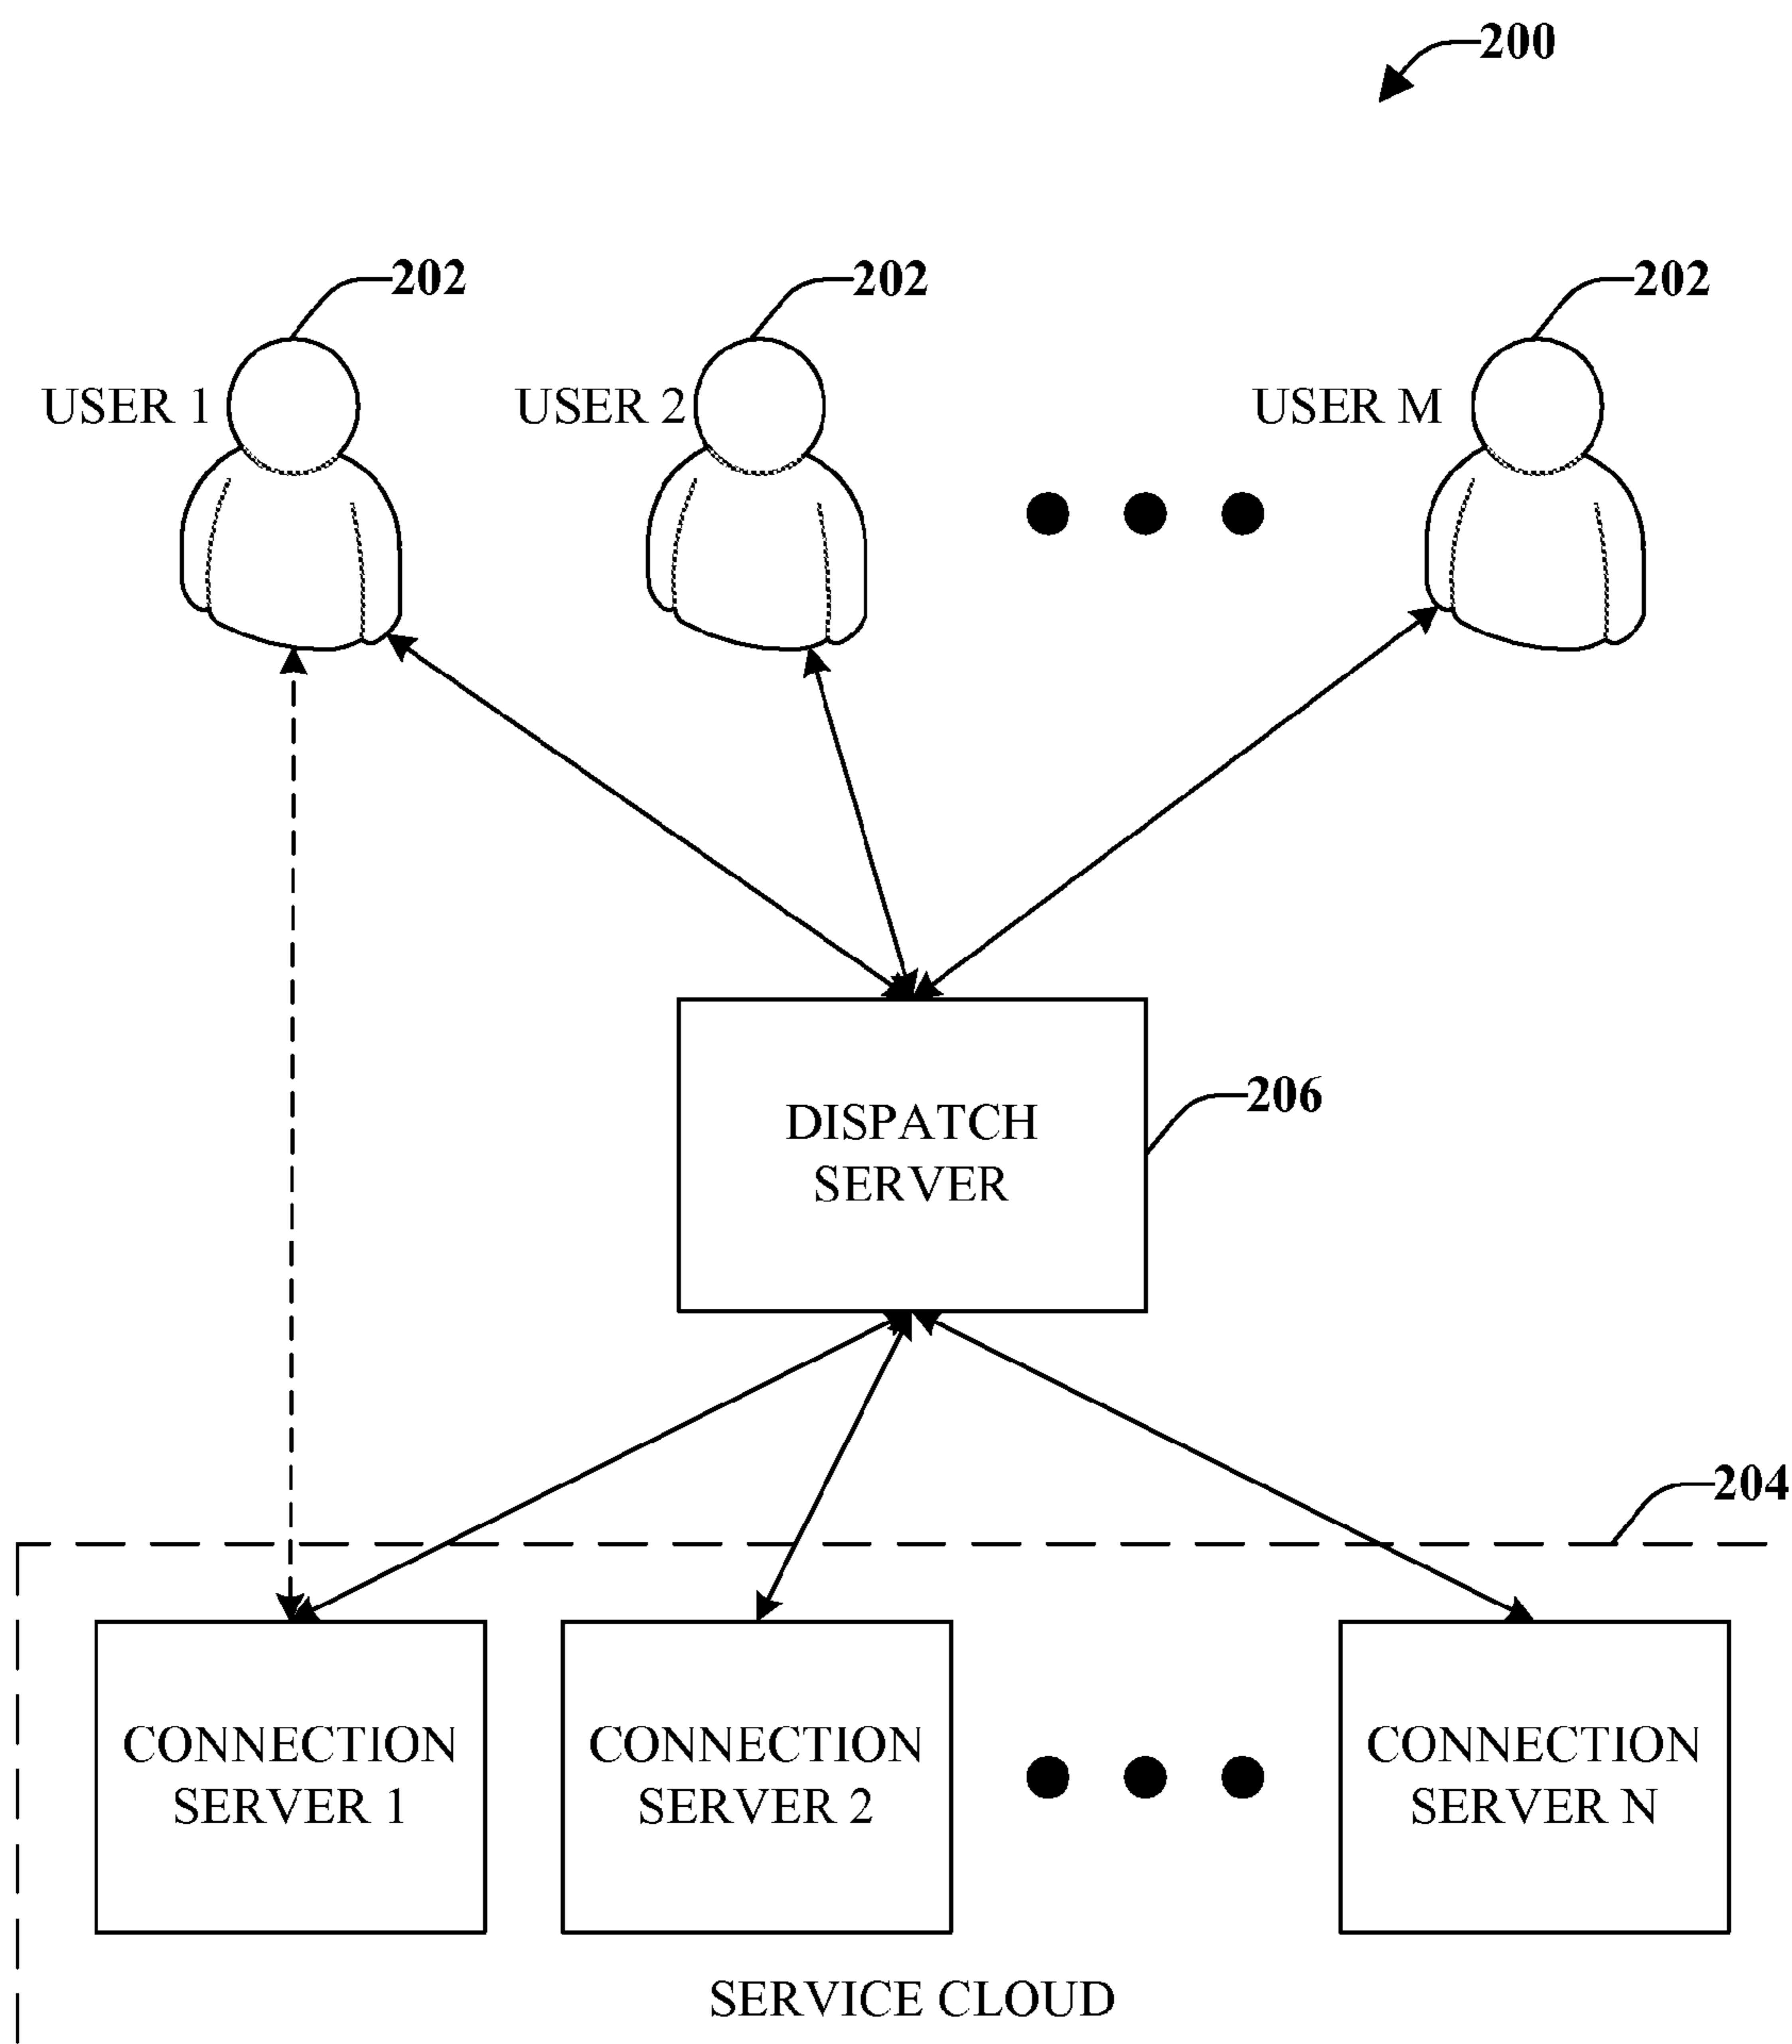 200
202
202
202
USER 1
USER 2
USER M
206
DISPATCH
SERVER
204
CONNECTION
SERVER 1
CONNECTION
SERVER 2
CONNECTION
SERVER N
SERVICE CLOUD